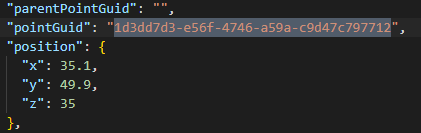 "parentPointGuid": "",
"pointGuid": "1d3dd7d3-e56f-4746-a59a-c9d47c797712",
"position": {
"x": 35.1,
"y": 49.9,
"z": 35
},